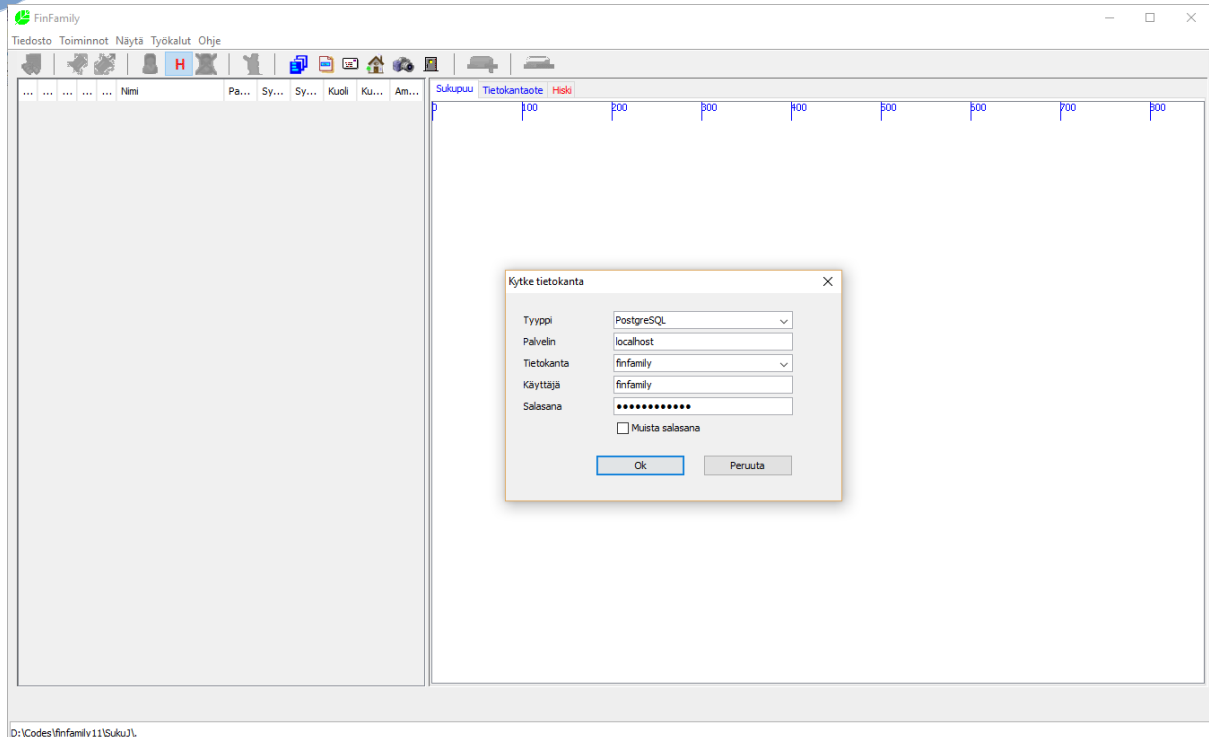 FinFamily
Tiedosto Toiminnot Näytä Työkalut Ohje
H
... ... ... ... ... Nimi Pa... Sy... Sy... Kuoli Ku... Am...
Sukupuu Tietokantaote Hiski
0 100 200 300 400 500 600 700 800
Kytke tietokanta
Tyyppi PostgreSQL
Palvelin localhost
Tietokanta finfamily
Käyttäjä finfamily
Salasana ••••••••••••
Muista salasana
Ok Peruuta
D:\Codes\finfamily11\SukuJ\.